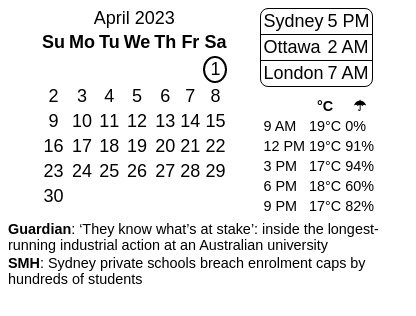 April 2023
Su Mo Tu We Th Fr Sa
1
2 3 4 5 6 7 8
9 10 11 12 13 14 15
16 17 18 19 20 21 22
23 24 25 26 27 28 29
30
Sydney 5 PM
Ottawa 2 AM
London 7 AM
°C ☂
9 AM 19°C 0%
12 PM 19°C 91%
3 PM 17°C 94%
6 PM 18°C 60%
9 PM 17°C 82%
Guardian: ‘They know what’s at stake’: inside the longest-
running industrial action at an Australian university
SMH: Sydney private schools breach enrolment caps by
hundreds of students